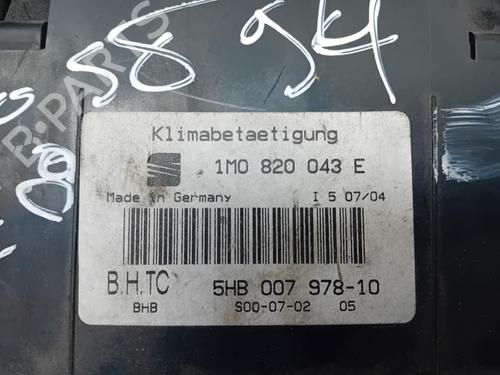 58 94
B-PARTS
Klimabetaetigung
1M0 820 043 E
Made in Germany I 5 07/04
B.H.TC 5HB 007 978-10
BHB S00-07-02 05